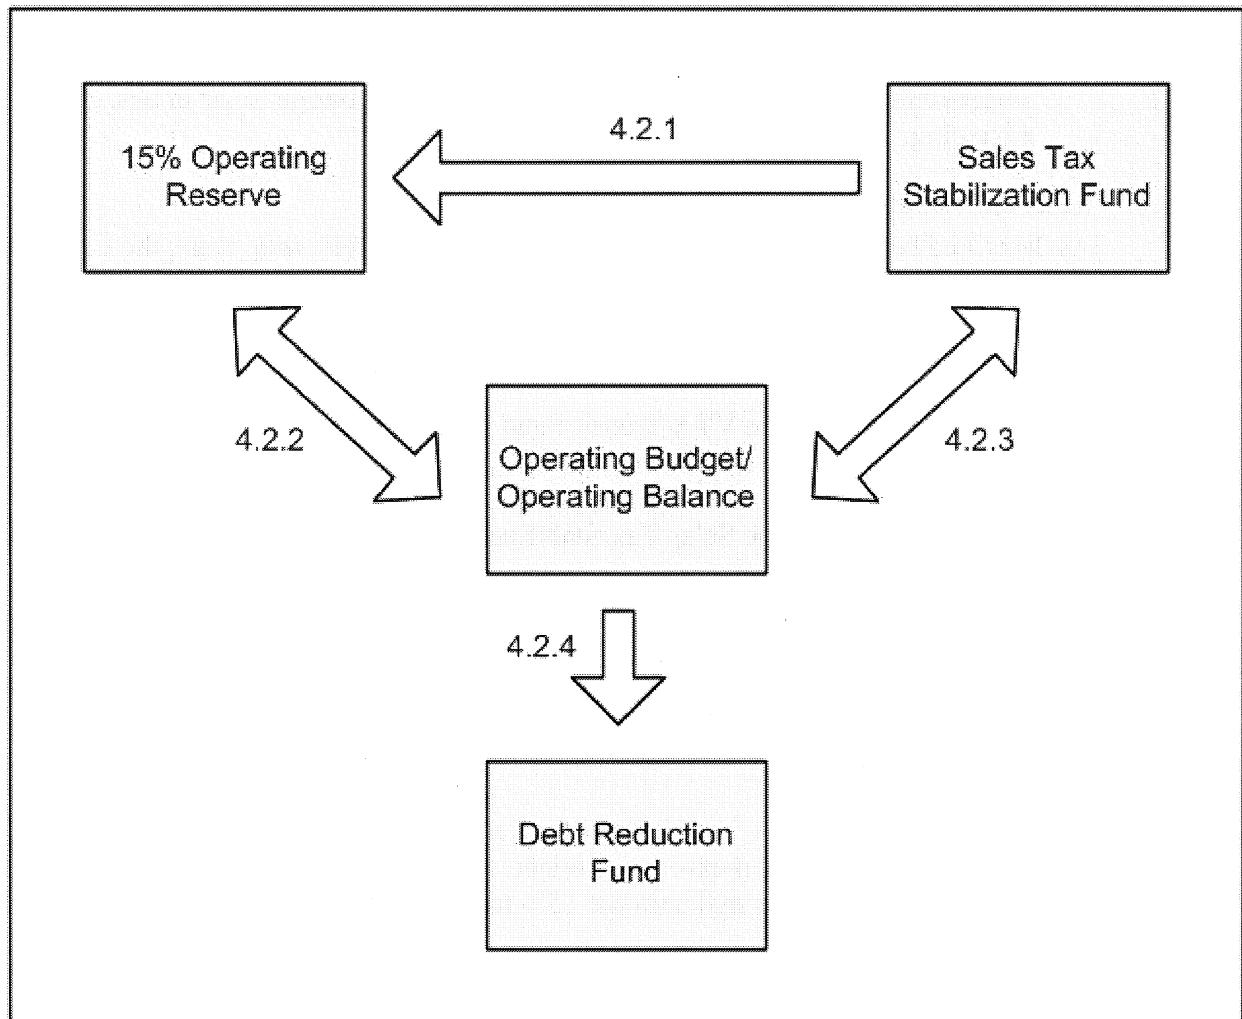 4.2.1
15% Operating
Reserve
Sales Tax
Stabilization Fund
4.2.2
4.2.3
Operating Budget/
Operating Balance
4.2.4
Debt Reduction
Fund